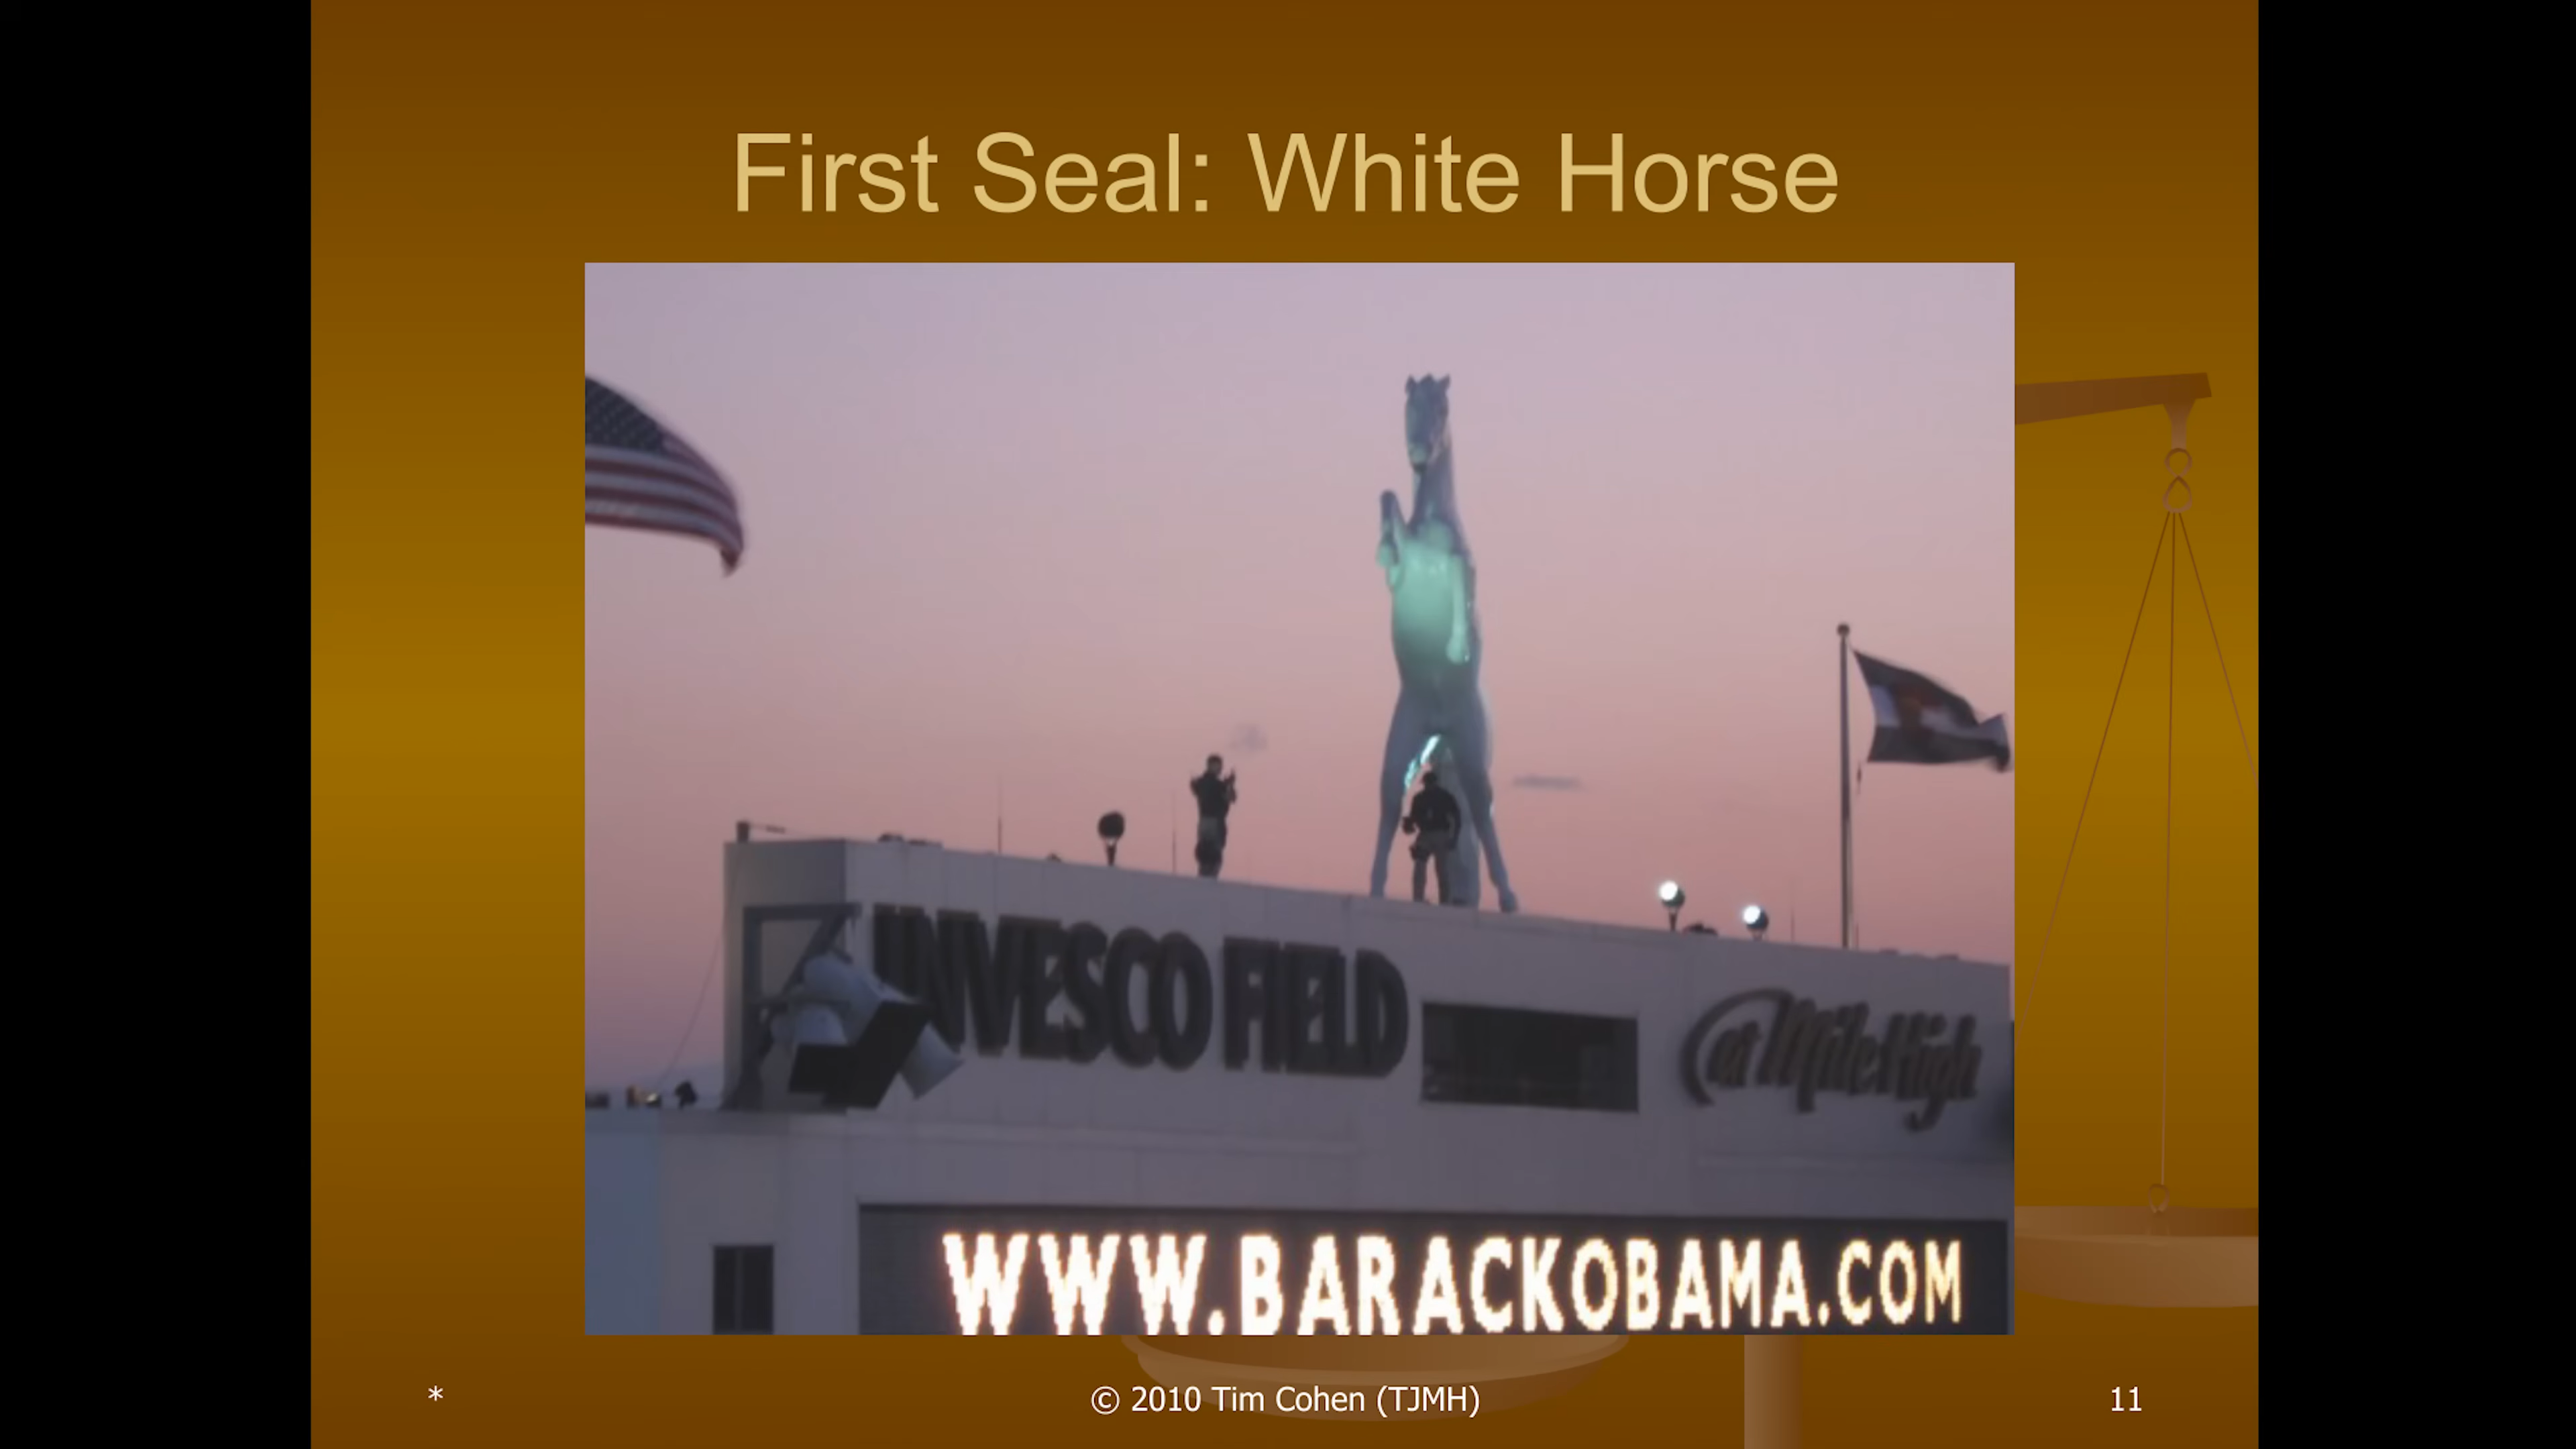 First Seal: White Horse
INVESCO FIELD at Mile High
WWW.BARACKOBAMA.COM
* © 2010 Tim Cohen (TJMH) 11